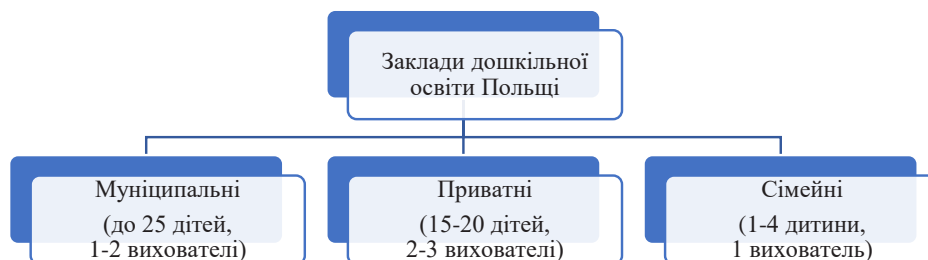 Заклади дошкільної
освіти Польщі
Муніципальні
(до 25 дітей,
1-2 вихователі)
Приватні
(15-20 дітей,
2-3 вихователі)
Сімейні
(1-4 дитини,
1 вихователь)